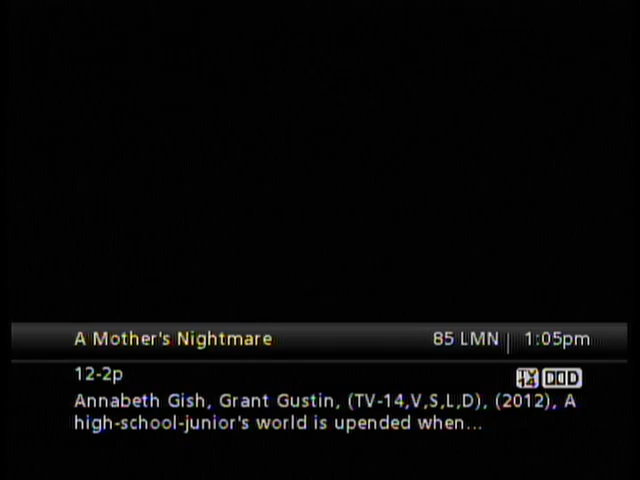 A Mother's Nightmare 85 LMN 1:05pm
12-2p
Annabeth Gish, Grant Gustin, (TV-14,V,S,L,D), (2012), A
high-school-junior's world is upended when...